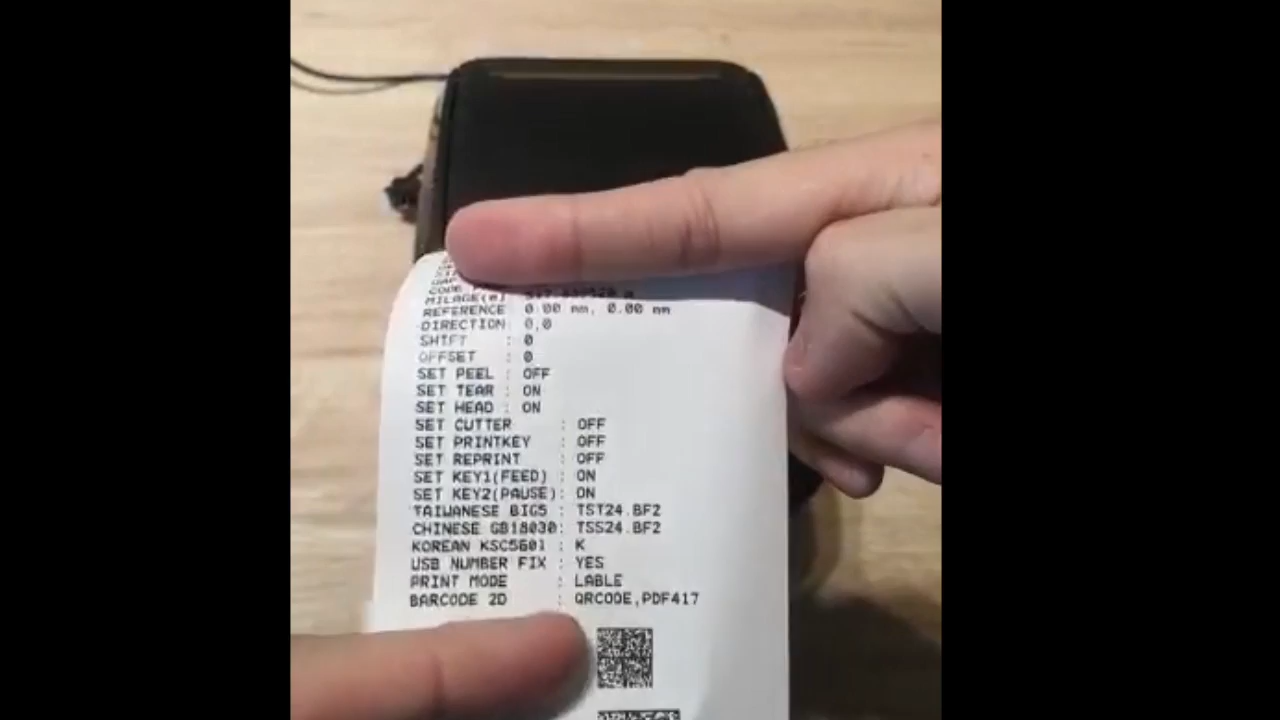 MILAGE(m)
REFERENCE: 0.00 mm, 0.00 mm
DIRECTION: 0,0
SHIFT : 0
OFFSET : 0
SET PEEL : OFF
SET TEAR : ON
SET HEAD : ON
SET CUTTER : OFF
SET PRINTKEY : OFF
SET REPRINT : OFF
SET KEY1(FEED) : ON
SET KEY2(PAUSE): ON
TAIWANESE BIG5 : TST24.BF2
CHINESE GB18030: TSS24.BF2
KOREAN KSC5601 : K
USB NUMBER FIX : YES
PRINT MODE : LABLE
BARCODE 2D : QRCODE,PDF417